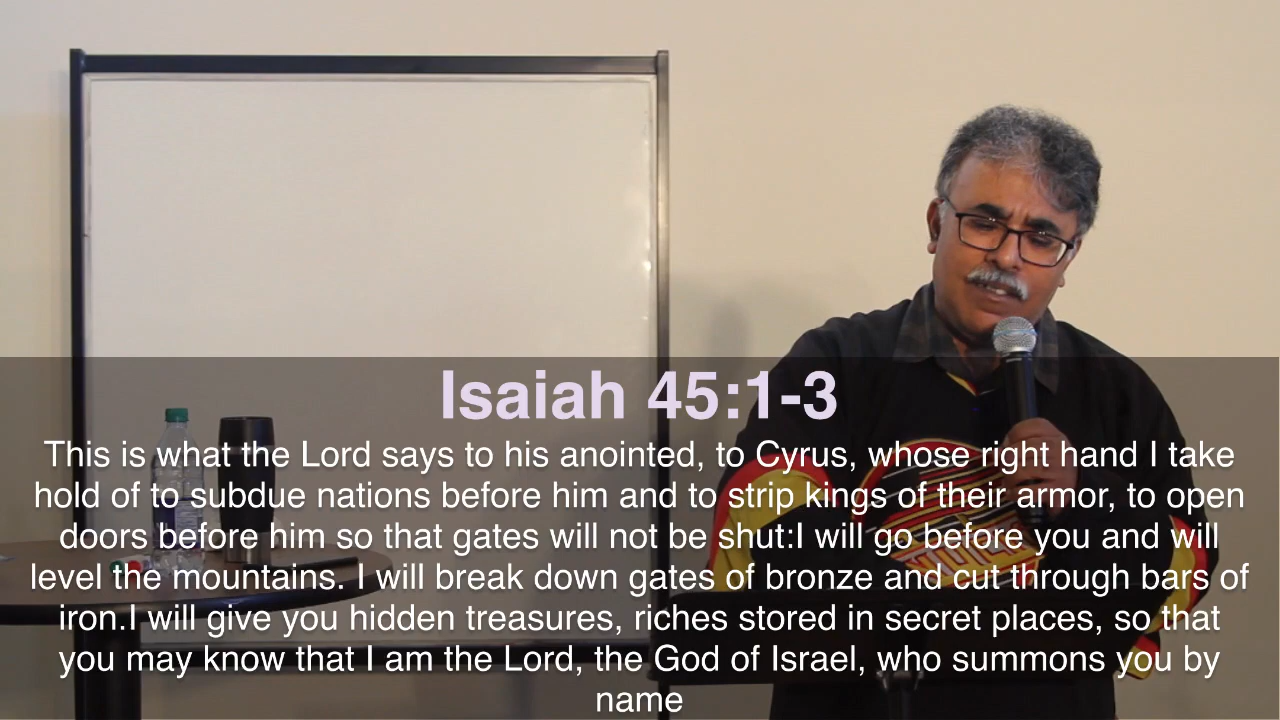 Isaiah 45:1-3
This is what the Lord says to his anointed, to Cyrus, whose right hand I take
hold of to subdue nations before him and to strip kings of their armor, to open
doors before him so that gates will not be shut:I will go before you and will
level the mountains. I will break down gates of bronze and cut through bars of
iron.I will give you hidden treasures, riches stored in secret places, so that
you may know that I am the Lord, the God of Israel, who summons you by
name